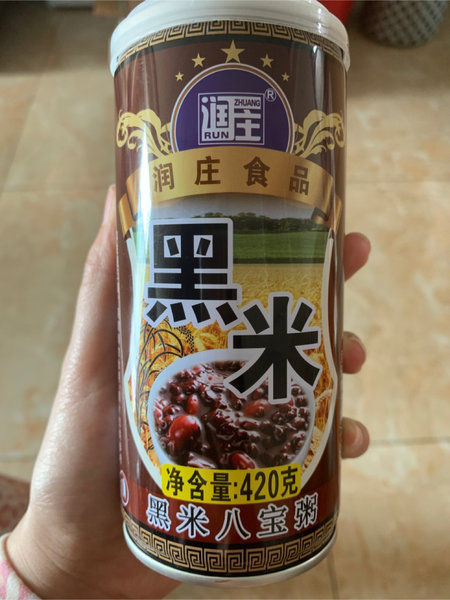 润庄
ZHUANG
RUN
®
润庄食品
黑米
净含量:420克
黑米八宝粥